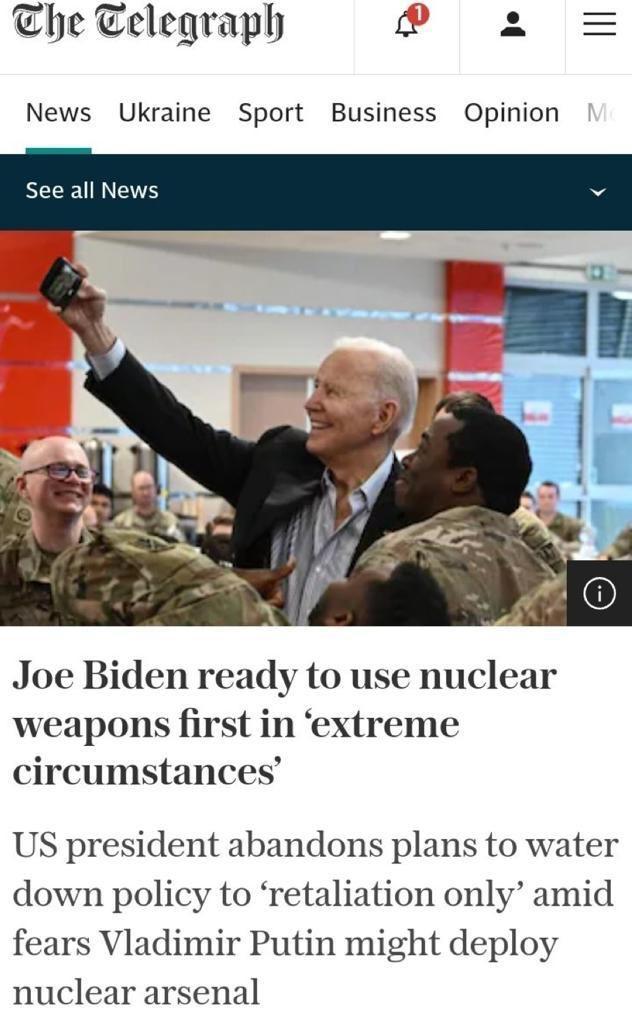 The Telegraph
1
News Ukraine Sport Business Opinion
See all News
Joe Biden ready to use nuclear
weapons first in ‘extreme
circumstances’
US president abandons plans to water
down policy to ‘retaliation only’ amid
fears Vladimir Putin might deploy
nuclear arsenal